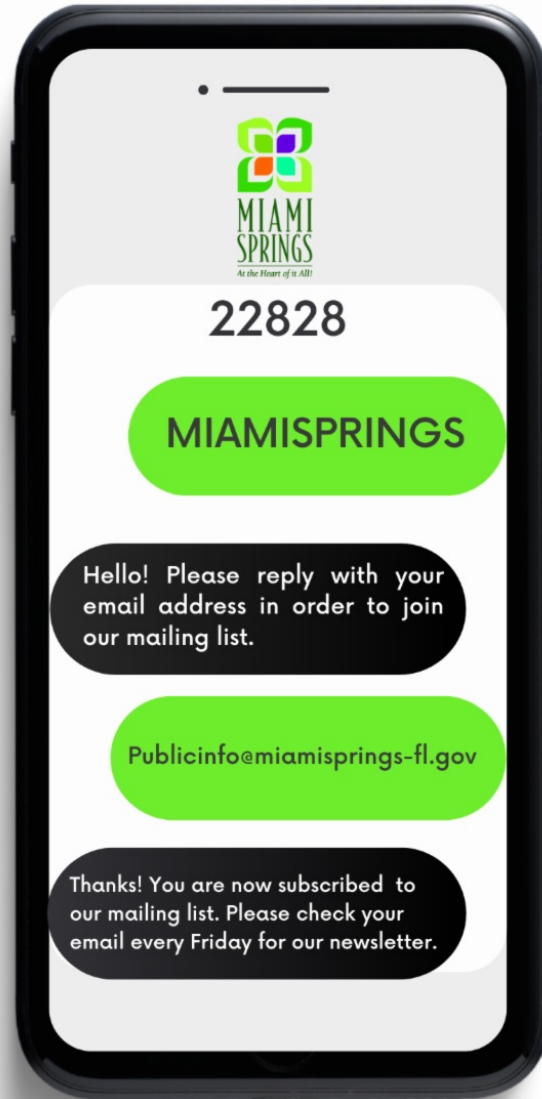 MIAMI
SPRINGS
At the Heart of it All!
22828
MIAMISPRINGS
Hello! Please reply with your
email address in order to join
our mailing list.
Publicinfo@miamisprings-fl.gov
Thanks! You are now subscribed to
our mailing list. Please check your
email every Friday for our newsletter.